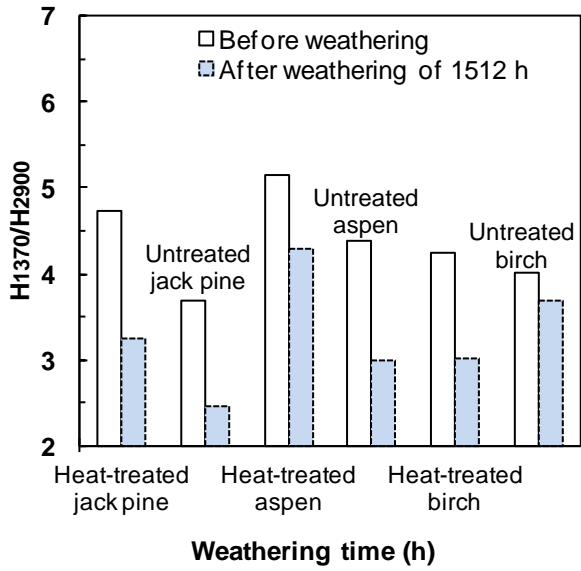 7
6
5
4
3
2
H1370/H2900
Before weathering
After weathering of 1512 h
Untreated
jack pine
Untreated
aspen
Untreated
birch
Heat-treated
jack pine
Heat-treated
aspen
Heat-treated
birch
Weathering time (h)